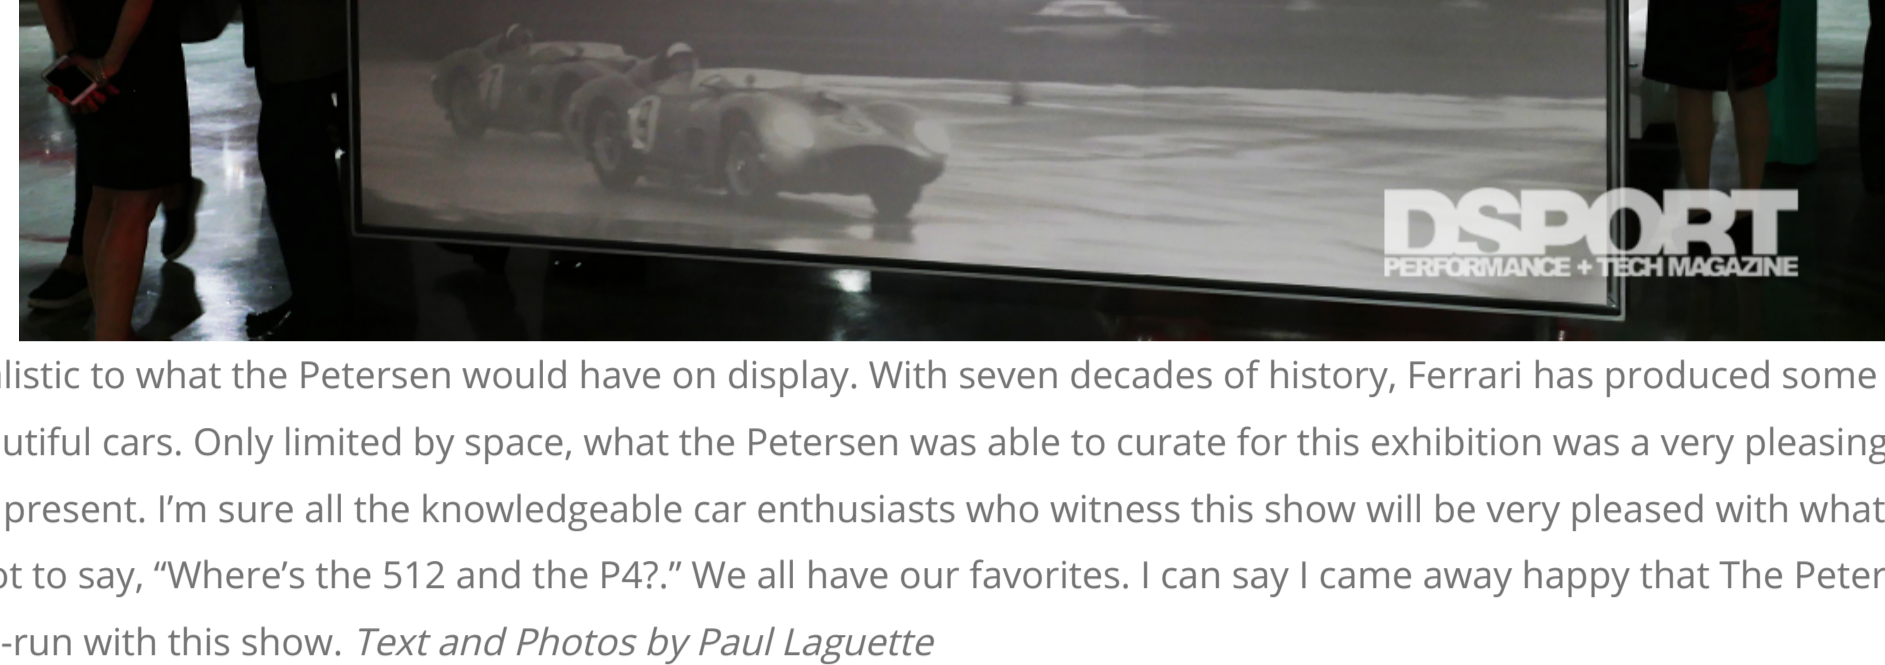 DSPORT
PERFORMANCE + TECH MAGAZINE
to what the Petersen would have on display. With seven decades of history, Ferrari has produced some
cars. Only limited by space, what the Petersen was able to curate for this exhibition was a very pleasing
present. I’m sure all the knowledgeable car enthusiasts who witness this show will be very pleased with what
to say, “Where’s the 512 and the P4?.” We all have our favorites. I can say I came away happy that The
-run with this show. Text and Photos by Paul Laguette